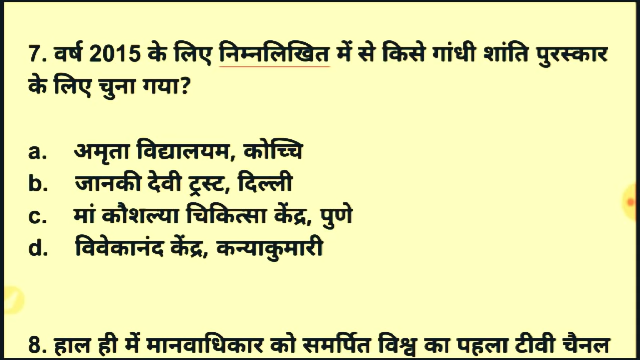 7. वर्ष 2015 के लिए निम्नलिखित में से किसे गांधी शांति पुरस्कार
के लिए चुना गया?
a. अमृता विद्यालयम, कोच्चि
b. जानकी देवी ट्रस्ट, दिल्ली
c. मां कौशल्या चिकित्सा केंद्र, पुणे
d. विवेकानंद केंद्र, कन्याकुमारी
8. हाल ही में मानवाधिकार को समर्पित विश्व का पहला टीवी चैनल